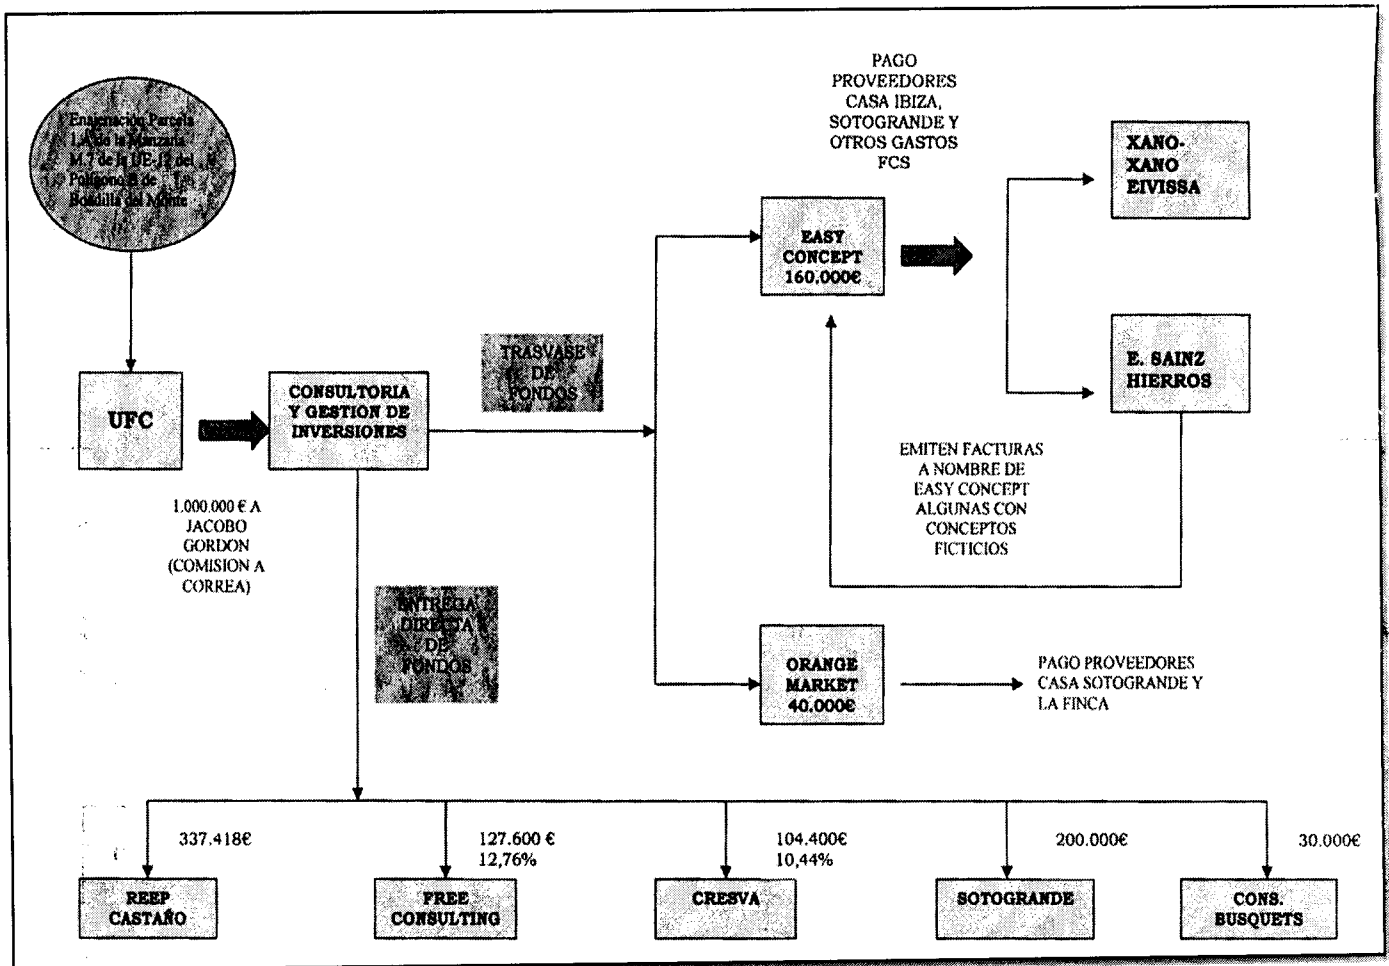 Enajenación Parcela
1.A de la Manzana
M.7 de la UE-11 del
Polígono B de
Boadilla del Monte
UFC
1.000.000 € A
JACOBO
GORDON
(COMISION A
CORREA)
CONSULTORIA
Y GESTION DE
INVERSIONES
TRASVASE
DE
FONDOS
ENTREGA
DIRECTA
DE
FONDOS
PAGO
PROVEEDORES
CASA IBIZA,
SOTOGRANDE Y
OTROS GASTOS
FCS
EASY
CONCEPT
160.000€
XANO-
XANO
EIVISSA
E. SAINZ
HIERROS
EMITEN FACTURAS
A NOMBRE DE
EASY CONCEPT
ALGUNAS CON
CONCEPTOS
FICTICIOS
ORANGE
MARKET
40.000€
PAGO PROVEEDORES
CASA SOTOGRANDE Y
LA FINCA
337.418€
REEP
CASTAÑO
127.600 €
12,76%
FREE
CONSULTING
104.400€
10,44%
CRESVA
200.000€
SOTOGRANDE
30.000€
CONS.
BUSQUETS